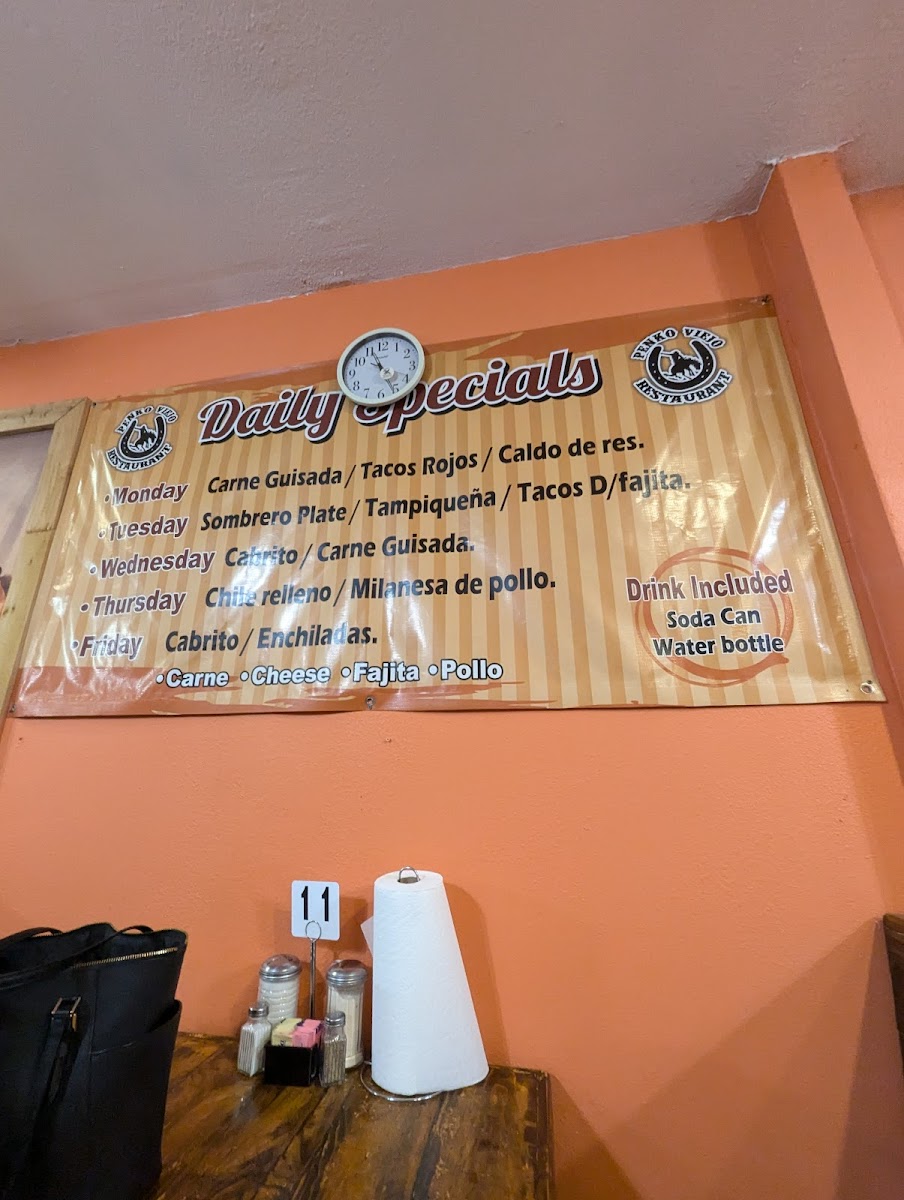 Daily Specials
PENKO VIEJO
RESTAURANT
PENKO VIEJO
RESTAURANT
•Monday Carne Guisada / Tacos Rojos / Caldo de res.
•Tuesday Sombrero Plate / Tampiqueña / Tacos D/fajita.
•Wednesday Cabrito / Carne Guisada.
•Thursday Chile relleno / Milanesa de pollo.
•Friday Cabrito / Enchiladas.
•Carne •Cheese •Fajita •Pollo
Drink Included
Soda Can
Water bottle
11